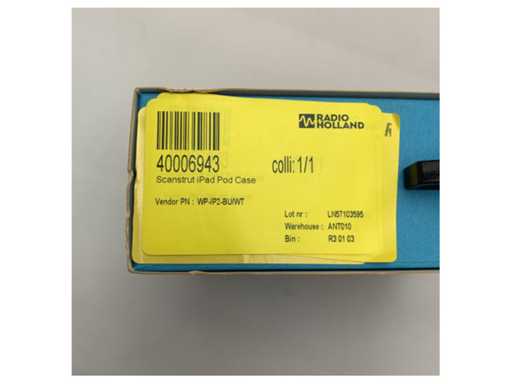 RADIO
HOLLAND
40006943
colli: 1/1
Scanstrut iPad Pod Case
Vendor PN : WP-IP2-BU/WT
Lot nr : LN57103595
Warehouse : ANT010
Bin : R3 01 03